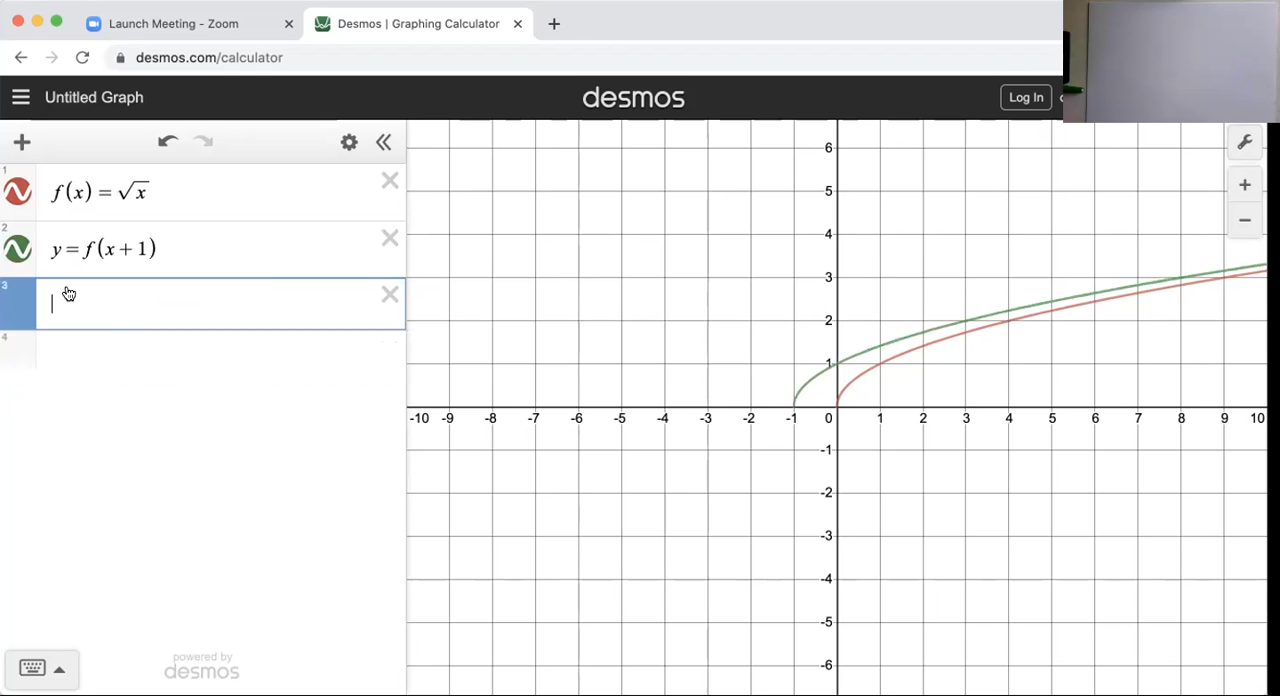 Launch Meeting - Zoom
Desmos | Graphing Calculator
desmos.com/calculator
Untitled Graph
desmos
Log In
1
f(x) = √x
2
y = f(x + 1)
3
4
6
5
4
3
2
1
-10 -9 -8 -7 -6 -5 -4 -3 -2 -1 0 1 2 3 4 5 6 7 8 9 10
-1
-2
-3
-4
-5
-6
powered by
desmos